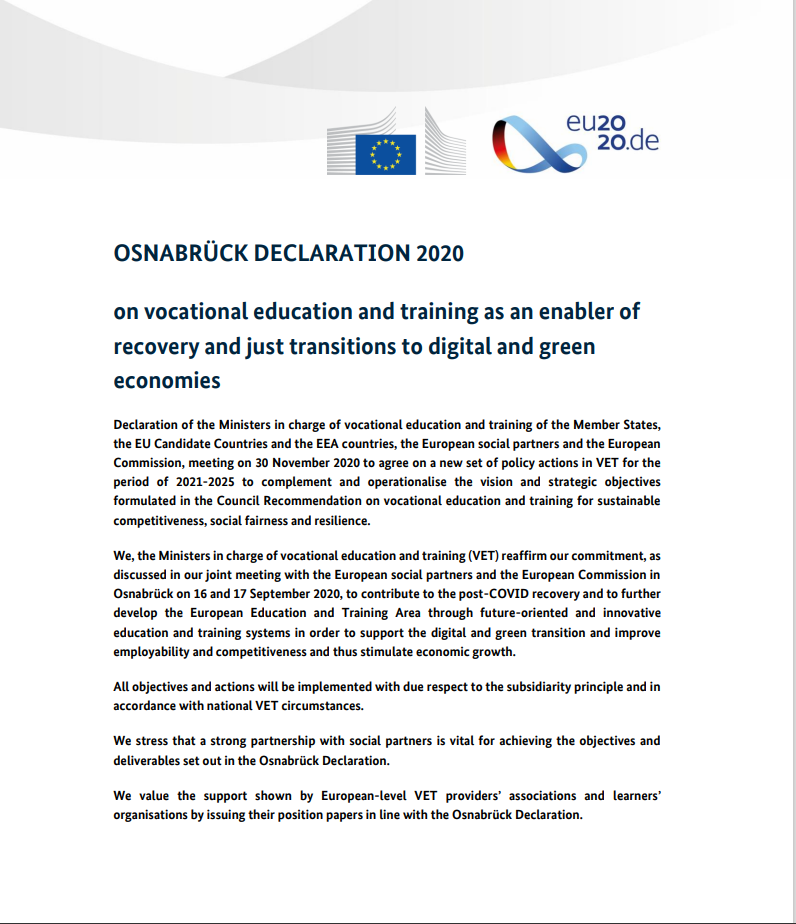 eu20
20.de
OSNABRÜCK DECLARATION 2020
on vocational education and training as an enabler of
recovery and just transitions to digital and green
economies
Declaration of the Ministers in charge of vocational education and training of the Member States,
the EU Candidate Countries and the EEA countries, the European social partners and the European
Commission, meeting on 30 November 2020 to agree on a new set of policy actions in VET for the
period of 2021-2025 to complement and operationalise the vision and strategic objectives
formulated in the Council Recommendation on vocational education and training for sustainable
competitiveness, social fairness and resilience.
We, the Ministers in charge of vocational education and training (VET) reaffirm our commitment, as
discussed in our joint meeting with the European social partners and the European Commission in
Osnabrück on 16 and 17 September 2020, to contribute to the post-COVID recovery and to further
develop the European Education and Training Area through future-oriented and innovative
education and training systems in order to support the digital and green transition and improve
employability and competitiveness and thus stimulate economic growth.
All objectives and actions will be implemented with due respect to the subsidiarity principle and in
accordance with national VET circumstances.
We stress that a strong partnership with social partners is vital for achieving the objectives and
deliverables set out in the Osnabrück Declaration.
We value the support shown by European-level VET providers’ associations and learners’
organisations by issuing their position papers in line with the Osnabrück Declaration.